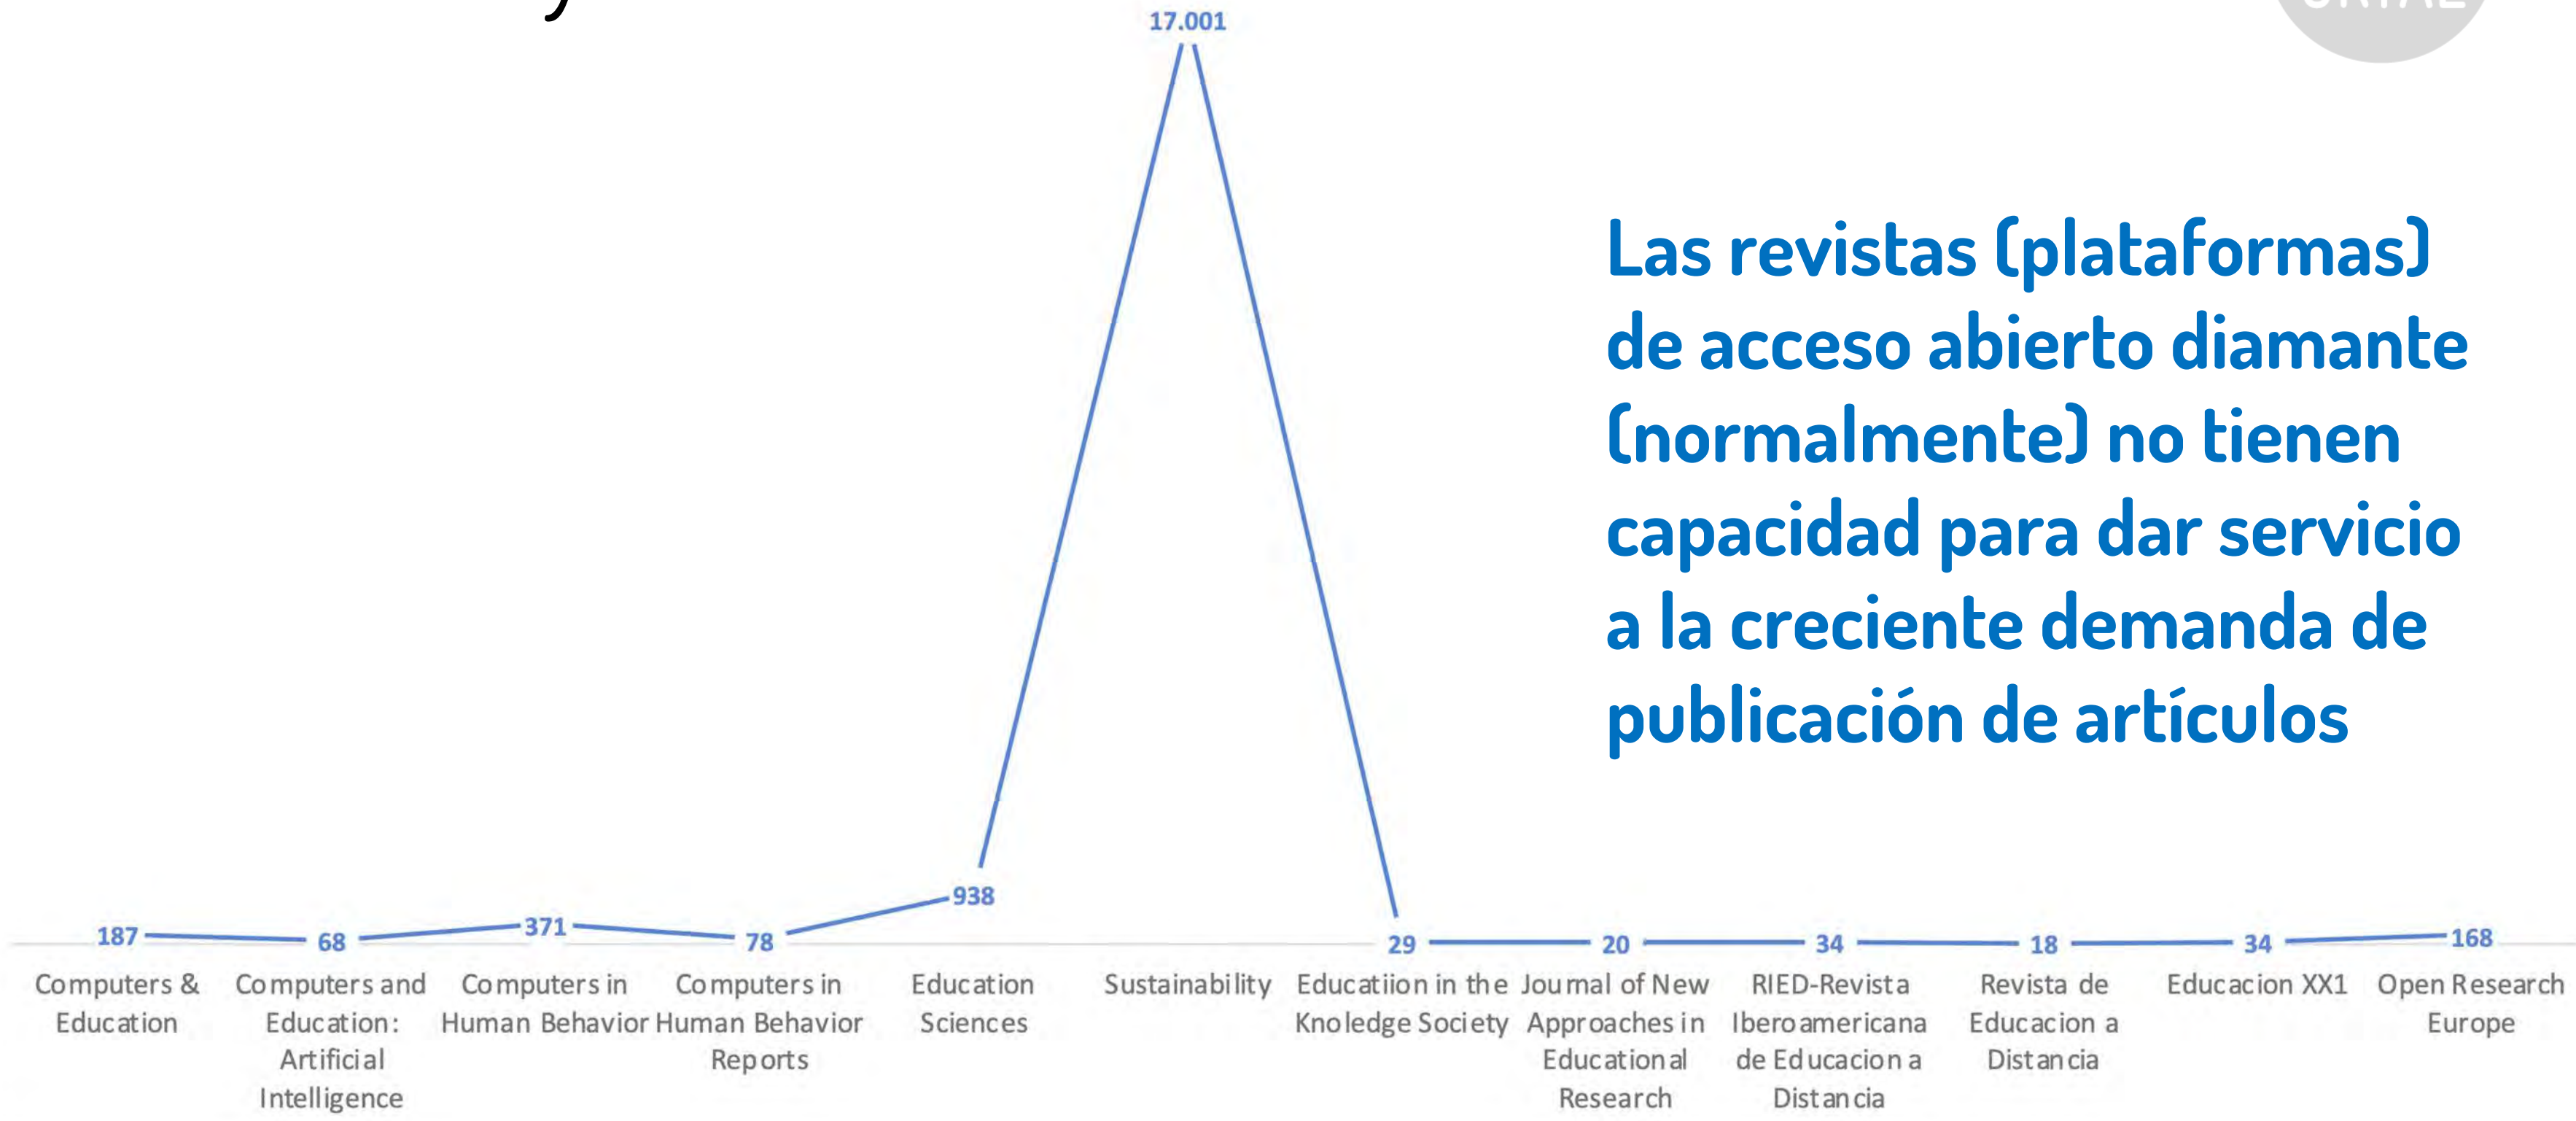 17.001
Las revistas (plataformas)
de acceso abierto diamante
(normalmente) no tienen
capacidad para dar servicio
a la creciente demanda de
publicación de artículos
187
68
371
78
938
29
20
34
18
34
168
Computers &
Education
Computers and
Education:
Artificial
Intelligence
Computers in
Human Behavior
Computers in
Human Behavior
Reports
Education
Sciences
Sustainability
Educatiion in the
Knoledge Society
Journal of New
Approaches in
Educational
Research
RIED-Revista
Iberoamericana
de Educacion a
Distancia
Revista de
Educacion a
Distancia
Educacion XX1
Open Research
Europe